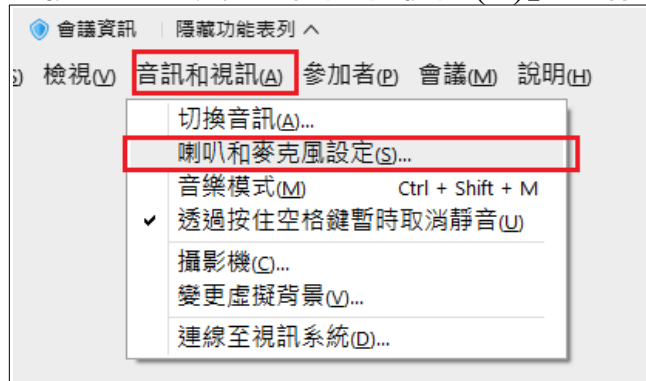 會議資訊 隱藏功能表列 ヘ
檢視(V) 音訊和視訊(A) 參加者(P) 會議(M) 說明(H)
切換音訊(A)...
喇叭和麥克風設定(S)...
音樂模式(M) Ctrl + Shift + M
✓ 透過按住空格鍵暫時取消靜音(U)
攝影機(C)...
變更虛擬背景(V)...
連線至視訊系統(D)...